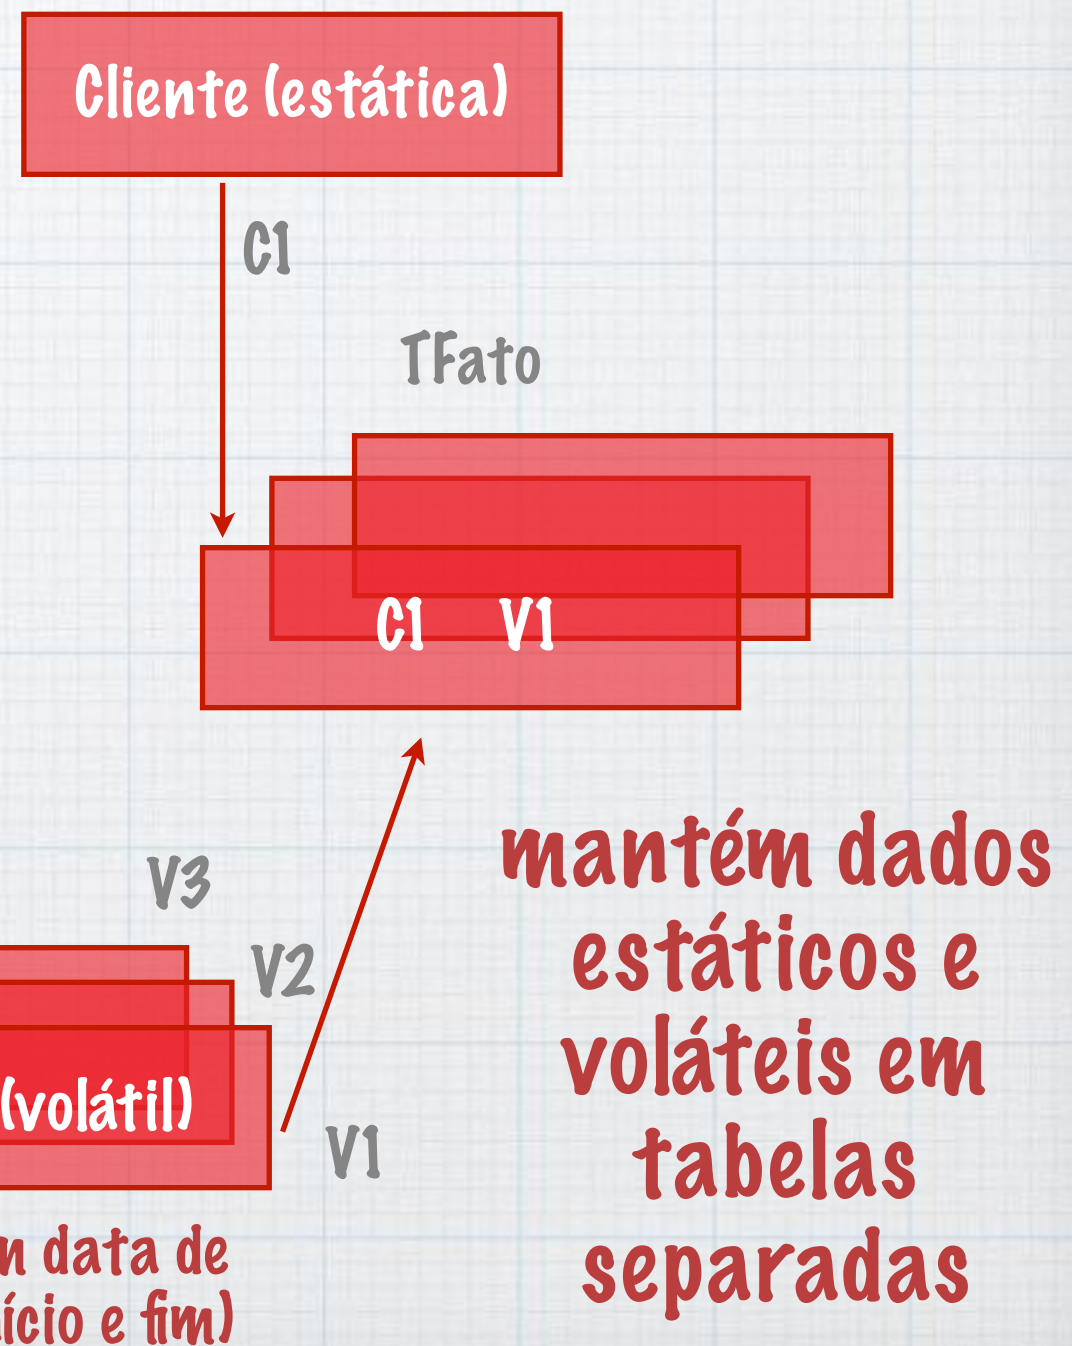 Cliente (estática)
C1
TFato
C1 V1
V3
V2
(volátil)
V1
data de
e fim)
mantém dados
estáticos e
voláteis em
tabelas
separadas